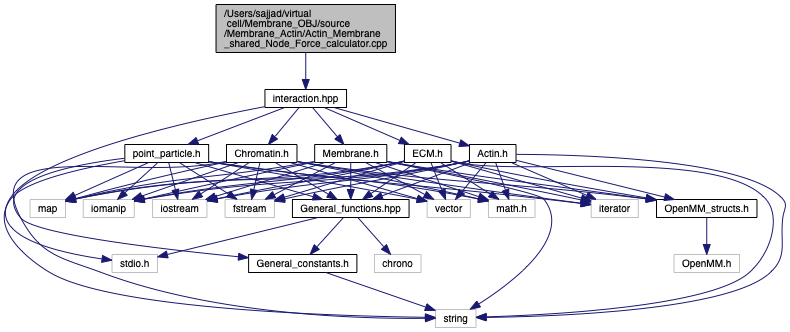 /Users/sajjad/virtual
cell/Membrane_OBJ/source
/Membrane_Actin/Actin_Membrane
_shared_Node_Force_calculator.cpp
interaction.hpp
point_particle.h
Chromatin.h
Membrane.h
ECM.h
Actin.h
map
iomanip
iostream
fstream
General_functions.hpp
vector
math.h
iterator
OpenMM_structs.h
stdio.h
General_constants.h
chrono
OpenMM.h
string